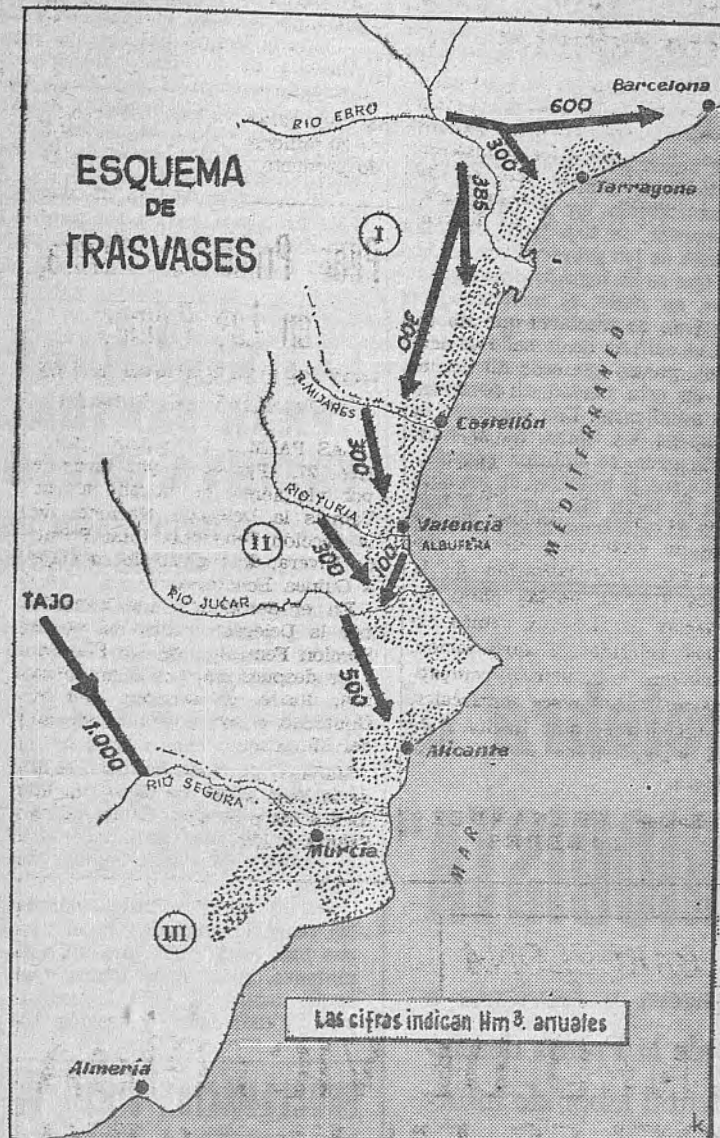 Barcelona
600
RIO EBRO
300
Tarragona
ESQUEMA
DE
TRASVASES
385
I
300
MEDITERRANEO
R. MIJARES
Castellón
300
RIO TURIA
Valencia
ALBUFERA
II
300
100
RIO JUCAR
TAJO
500
1.000
Alicante
RIO SEGURA
MAR
Murcia
III
Las cifras indican Hm³. anuales
Almería
k